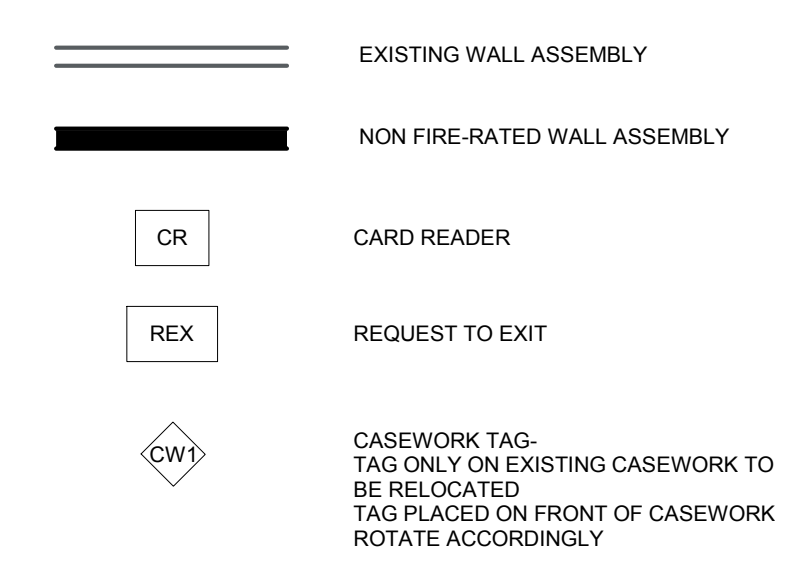 EXISTING WALL ASSEMBLY
NON FIRE-RATED WALL ASSEMBLY
CR
CARD READER
REX
REQUEST TO EXIT
CW1
CASEWORK TAG-
TAG ONLY ON EXISTING CASEWORK TO
BE RELOCATED
TAG PLACED ON FRONT OF CASEWORK
ROTATE ACCORDINGLY